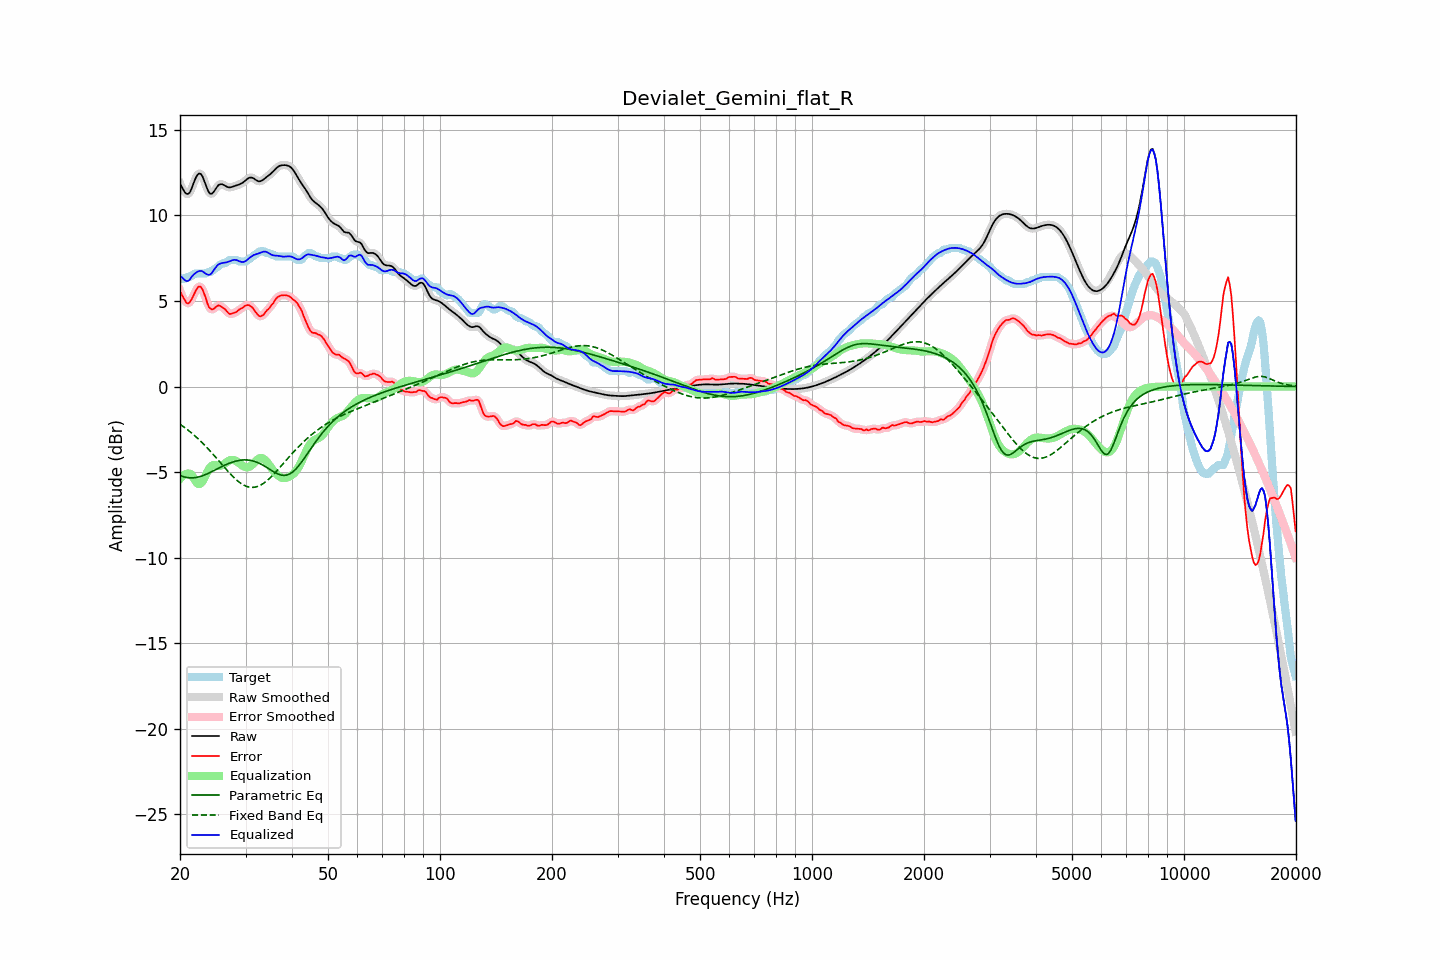 Devialet_Gemini_flat_R
15
10
5
0
−5
−10
−15
−20
−25
Amplitude (dBr)
Target
Raw Smoothed
Error Smoothed
Raw
Error
Equalization
Parametric Eq
Fixed Band Eq
Equalized
20 50 100 200 500 1000 2000 5000 10000 20000
Frequency (Hz)